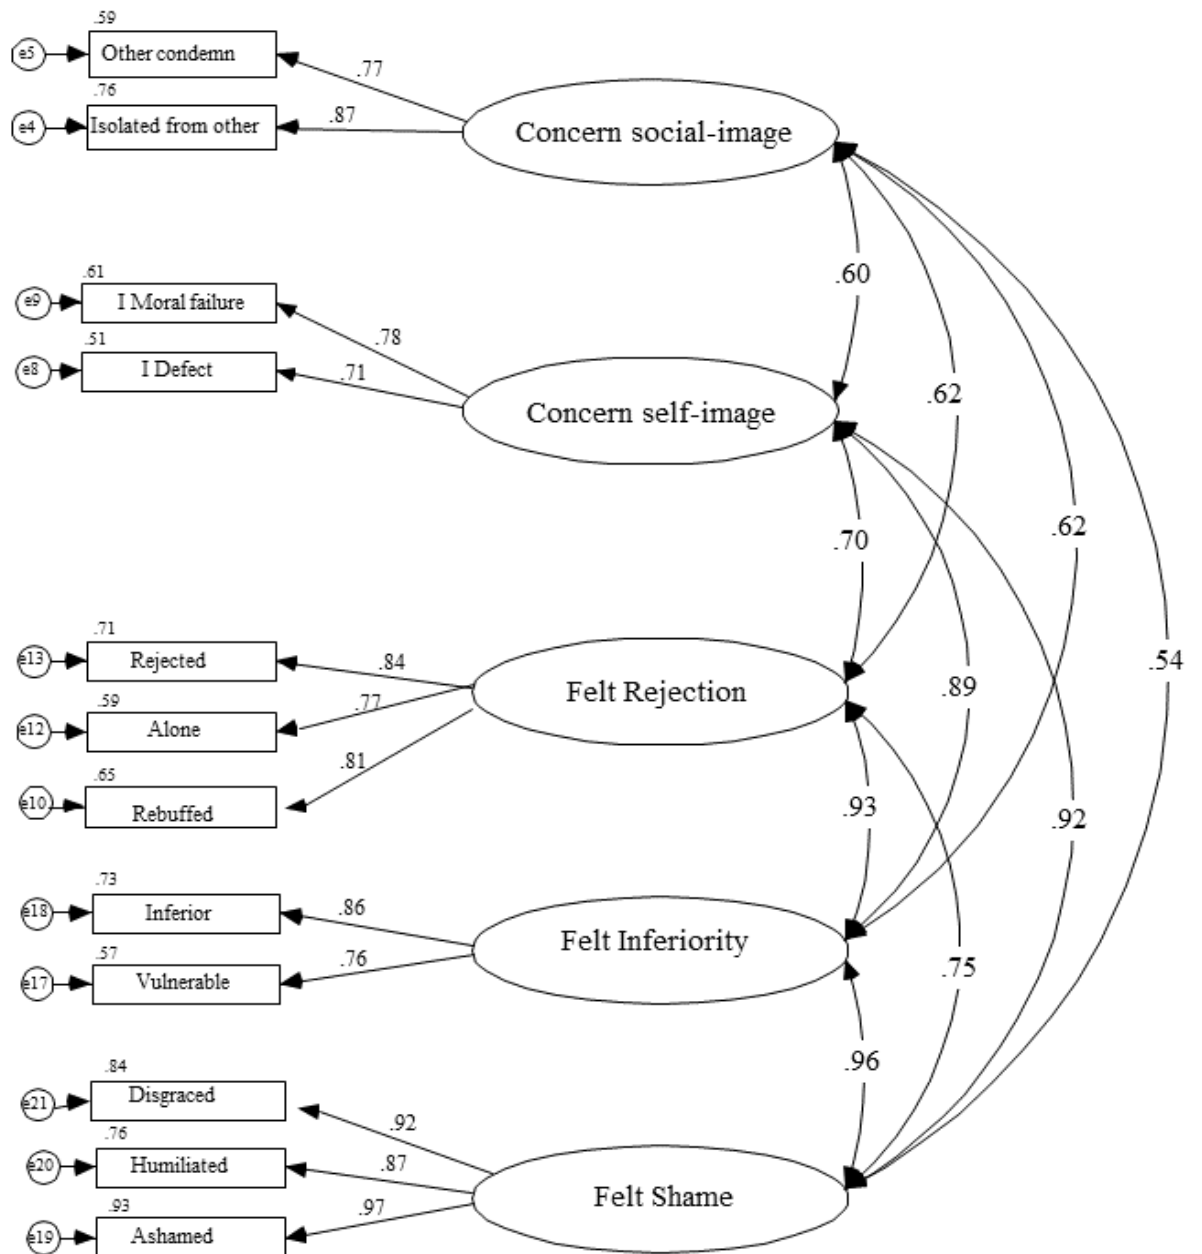 .59
e5
Other condemn
.77
.76
e4
Isolated from other
.87
Concern social-image
.60
.61
e9
I Moral failure
.78
.62
.51
e8
I Defect
.71
Concern self-image
.62
.70
.71
e13
Rejected
.84
.54
.59
e12
Alone
.77
Felt Rejection
.89
.65
e10
Rebuffed
.81
.93
.92
.73
e18
Inferior
.86
Felt Inferiority
.57
e17
Vulnerable
.76
.75
.96
.84
e21
Disgraced
.92
.76
e20
Humiliated
.87
Felt Shame
.93
e19
Ashamed
.97